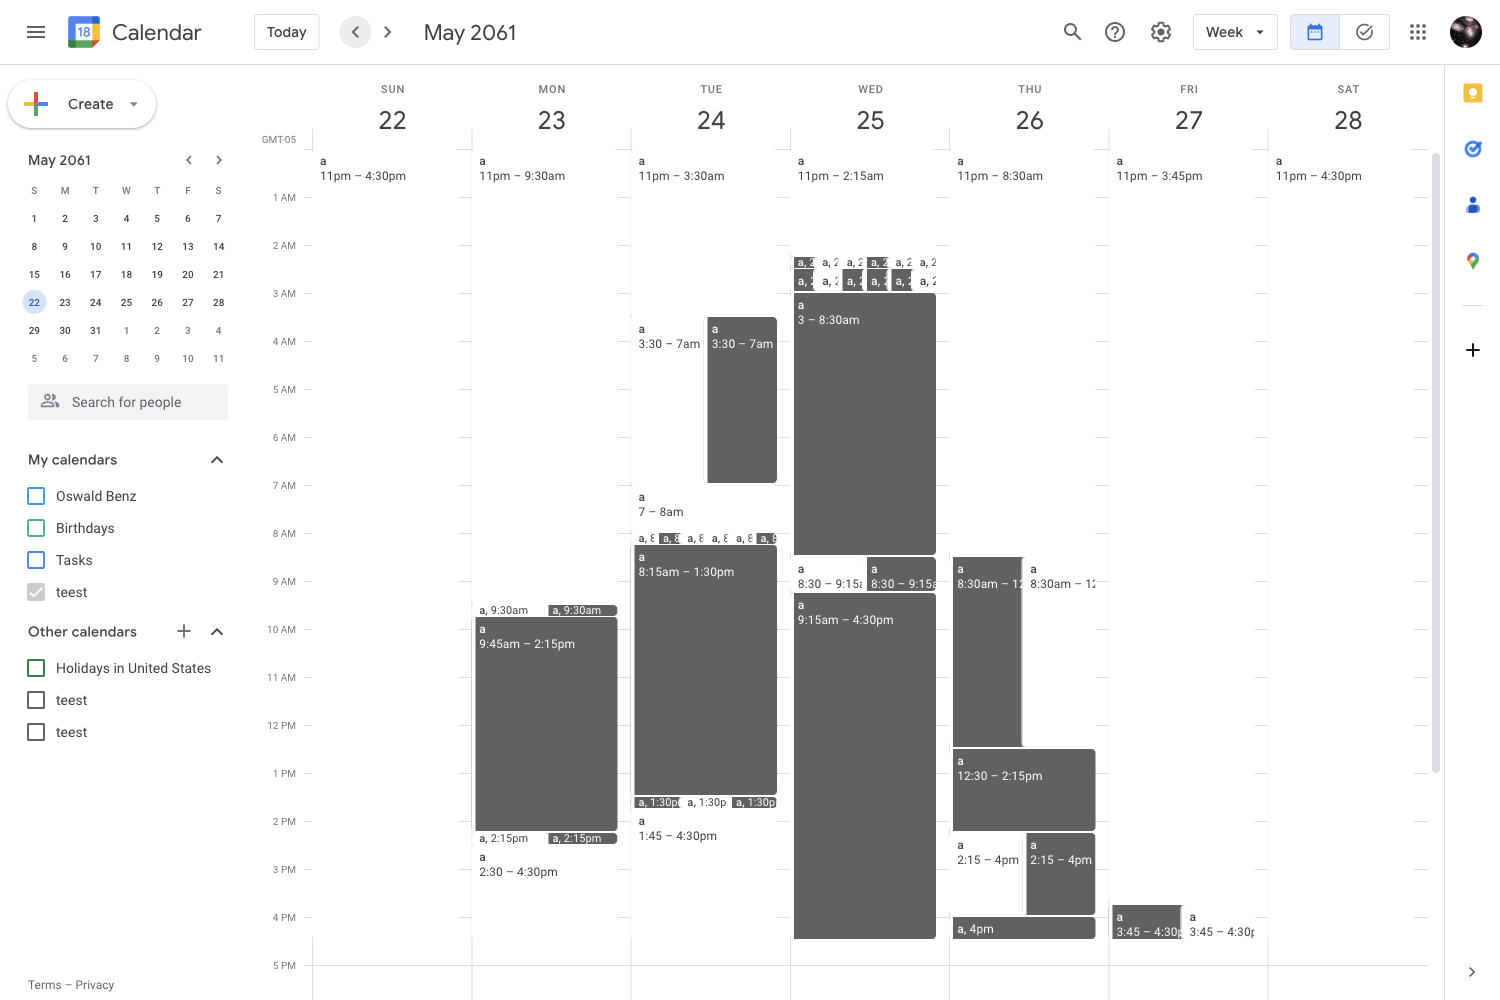 18 Calendar Today May 2061 Week
Create
May 2061
S M T W T F S
1 2 3 4 5 6 7
8 9 10 11 12 13 14
15 16 17 18 19 20 21
22 23 24 25 26 27 28
29 30 31 1 2 3 4
5 6 7 8 9 10 11
Search for people
My calendars
Oswald Benz
Birthdays
Tasks
teest
Other calendars
Holidays in United States
teest
teest
Terms – Privacy
SUN MON TUE WED THU FRI SAT
22 23 24 25 26 27 28
GMT-05
1 AM
2 AM
3 AM
4 AM
5 AM
6 AM
7 AM
8 AM
9 AM
10 AM
11 AM
12 PM
1 PM
2 PM
3 PM
4 PM
5 PM
a
11pm – 4:30pm
a
11pm – 9:30am
a, 9:30am
a, 9:30am
a
9:45am – 2:15pm
a, 2:15pm
a, 2:15pm
a
2:30 – 4:30pm
a
11pm – 3:30am
a
3:30 – 7am
a
3:30 – 7am
a
7 – 8am
a, 8
a, 8
a, 8
a, 8
a, 8
a, 8
a
8:15am – 1:30pm
a, 1:30p
a, 1:30p
a, 1:30p
a
1:45 – 4:30pm
a
11pm – 2:15am
a, 2
a, 2
a, 2
a, 2
a, 2
a, 2
a, 2
a, 2
a, 2
a, 2
a, 2
a, 2
a
3 – 8:30am
a
8:30 – 9:15a
a
8:30 – 9:15a
a
9:15am – 4:30pm
a
11pm – 8:30am
a
8:30am – 12
a
8:30am – 12
a
12:30 – 2:15pm
a
2:15 – 4pm
a
2:15 – 4pm
a, 4pm
a
11pm – 3:45pm
a
3:45 – 4:30p
a
3:45 – 4:30p
a
11pm – 4:30pm